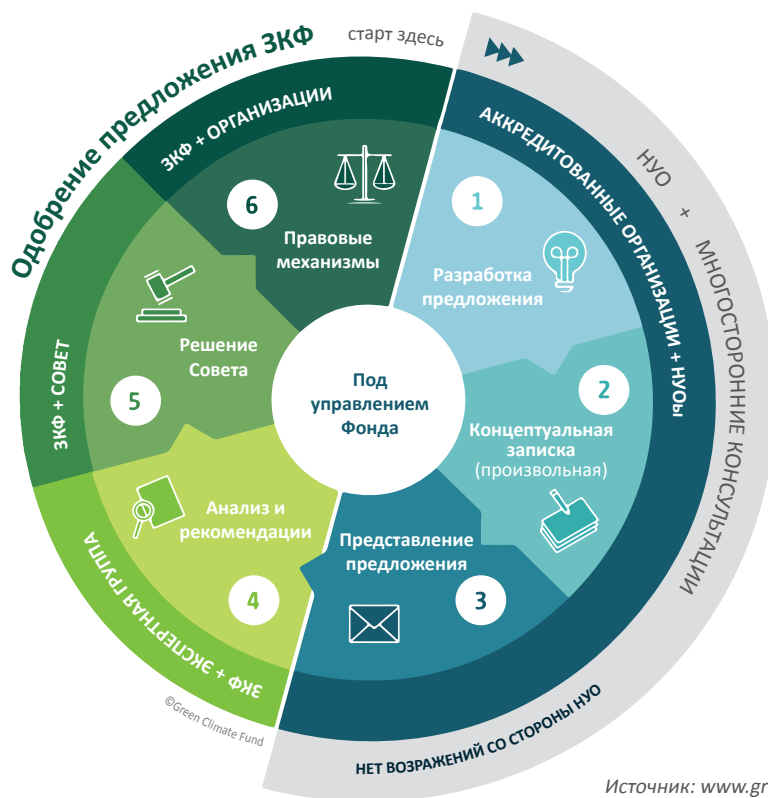 Одобрение предложения ЗКФ
старт здесь
ЗКФ + ОРГАНИЗАЦИИ
АККРЕДИТОВАННЫЕ ОРГАНИЗАЦИИ + НУОы
НУО + МНОГОСТОРОННИЕ КОНСУЛЬТАЦИИ
1
Разработка
предложения
2
Концептуальная
записка
(произвольная)
3
Представление
предложения
НЕТ ВОЗРАЖЕНИЙ СО СТОРОНЫ НУО
4
Анализ и
рекомендации
ЗКФ + ЭКСПЕРТНАЯ ГРУППА
5
Решение
Совета
ЗКФ + СОВЕТ
6
Правовые
механизмы
Под
управлением
Фонда
©Green Climate Fund
Источник: www.gr